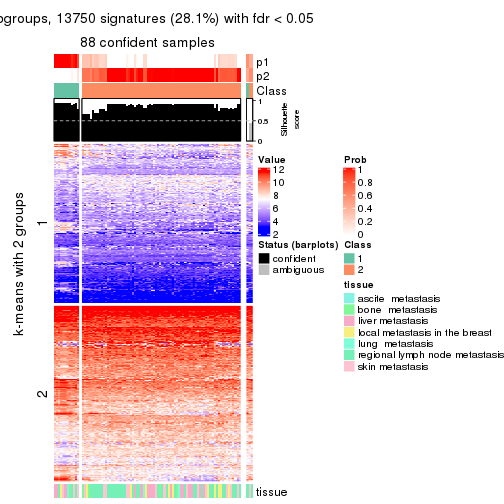 ogroups, 13750 signatures (28.1%) with fdr < 0.05
88 confident samples
p1
p2
Class
1
0.5
0
Silhouette
score
k-means with 2 groups
1
2
tissue
Value
12
10
8
6
4
2
Prob
1
0.8
0.6
0.4
0.2
0
Status (barplots)
confident
ambiguous
Class
1
2
tissue
ascite metastasis
bone metastasis
liver metastasis
local metastasis in the breast
lung metastasis
regional lymph node metastasis
skin metastasis